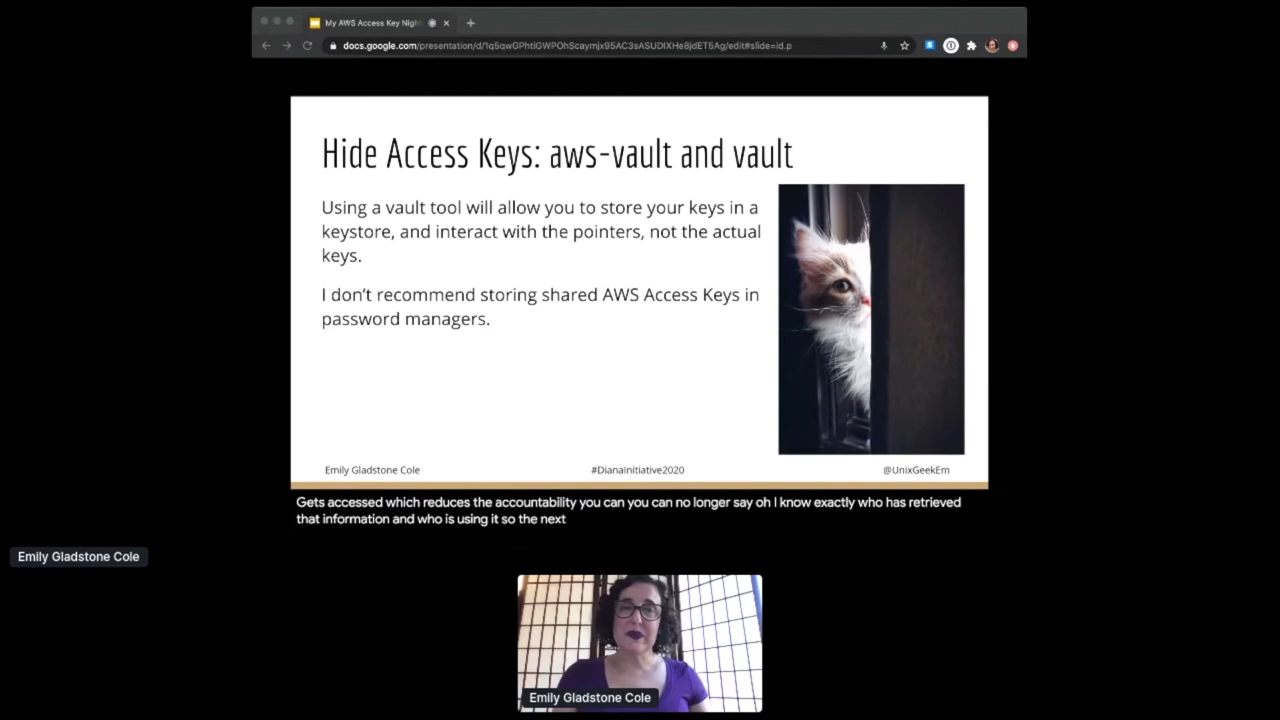 My AWS Access Key Nigh
docs.google.com/presentation/d/1q5qwGPhtlGWPOhScaymjx95AC3sASUDIXHe8jdET5Ag/edit#slide=id.p
Hide Access Keys: aws-vault and vault
Using a vault tool will allow you to store your keys in a
keystore, and interact with the pointers, not the actual
keys.
I don't recommend storing shared AWS Access Keys in
password managers.
Emily Gladstone Cole
#DianaInitiative2020
@UnixGeekEm
Gets accessed which reduces the accountability you can you can no longer say oh I know exactly who has retrieved
that information and who is using it so the next
Emily Gladstone Cole
Emily Gladstone Cole